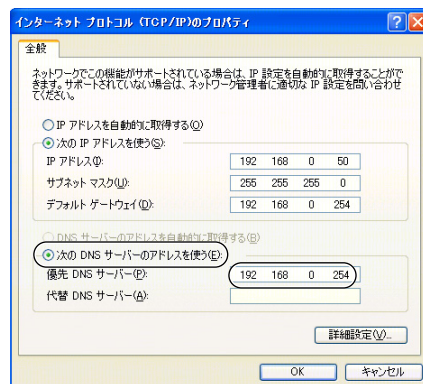 インターネット プロトコル (TCP/IP)のプロパティ
全般
ネットワークでこの機能がサポートされている場合は、IP 設定を自動的に取得することがで
きます。サポートされていない場合は、ネットワーク管理者に適切な IP 設定を問い合わせ
てください。
IP アドレスを自動的に取得する(O)
次の IP アドレスを使う(S):
IP アドレス(I): 192 168 0 50
サブネット マスク(U): 255 255 255 0
デフォルト ゲートウェイ(D): 192 168 0 254
DNS サーバーのアドレスを自動的に取得する(B)
次の DNS サーバーのアドレスを使う(E):
優先 DNS サーバー(P): 192 168 0 254
代替 DNS サーバー(A):
詳細設定(V)...
OK キャンセル